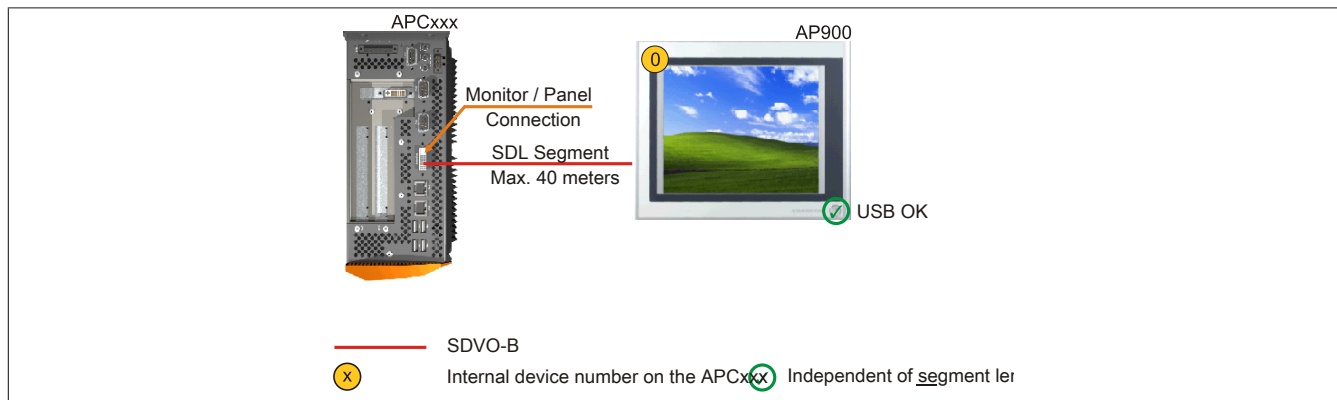 APCxxx
AP900
0
Monitor / Panel
Connection
SDL Segment
Max. 40 meters
USB OK
SDVO-B
x Internal device number on the APCxxx Independent of segment